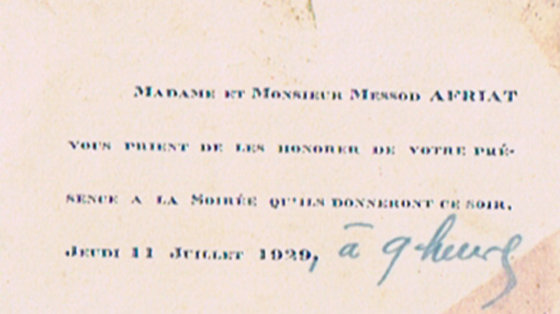 Madame et Monsieur Messod AFRIAT
vous prient de les honorer de votre pré-
sence a la Soirée qu'ils donneront ce soir,
Jeudi 11 Juillet 1929, à 9 heures